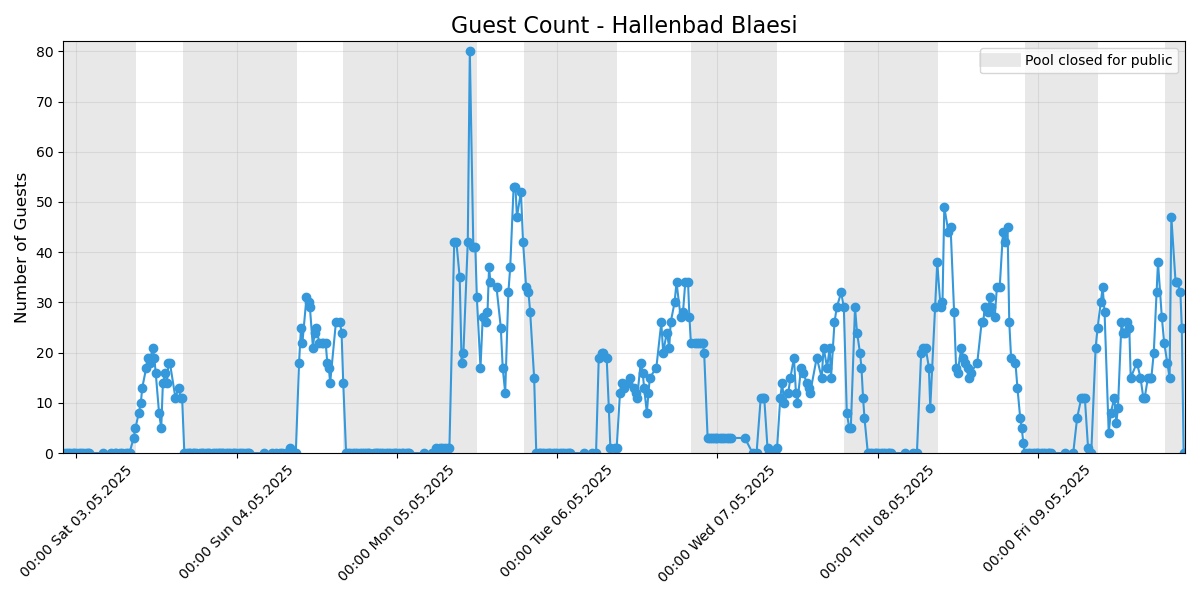 Guest Count - Hallenbad Blaesi
Pool closed for public
Number of Guests
80
70
60
50
40
30
20
10
0
00:00 Sat 03.05.2025
00:00 Sun 04.05.2025
00:00 Mon 05.05.2025
00:00 Tue 06.05.2025
00:00 Wed 07.05.2025
00:00 Thu 08.05.2025
00:00 Fri 09.05.2025